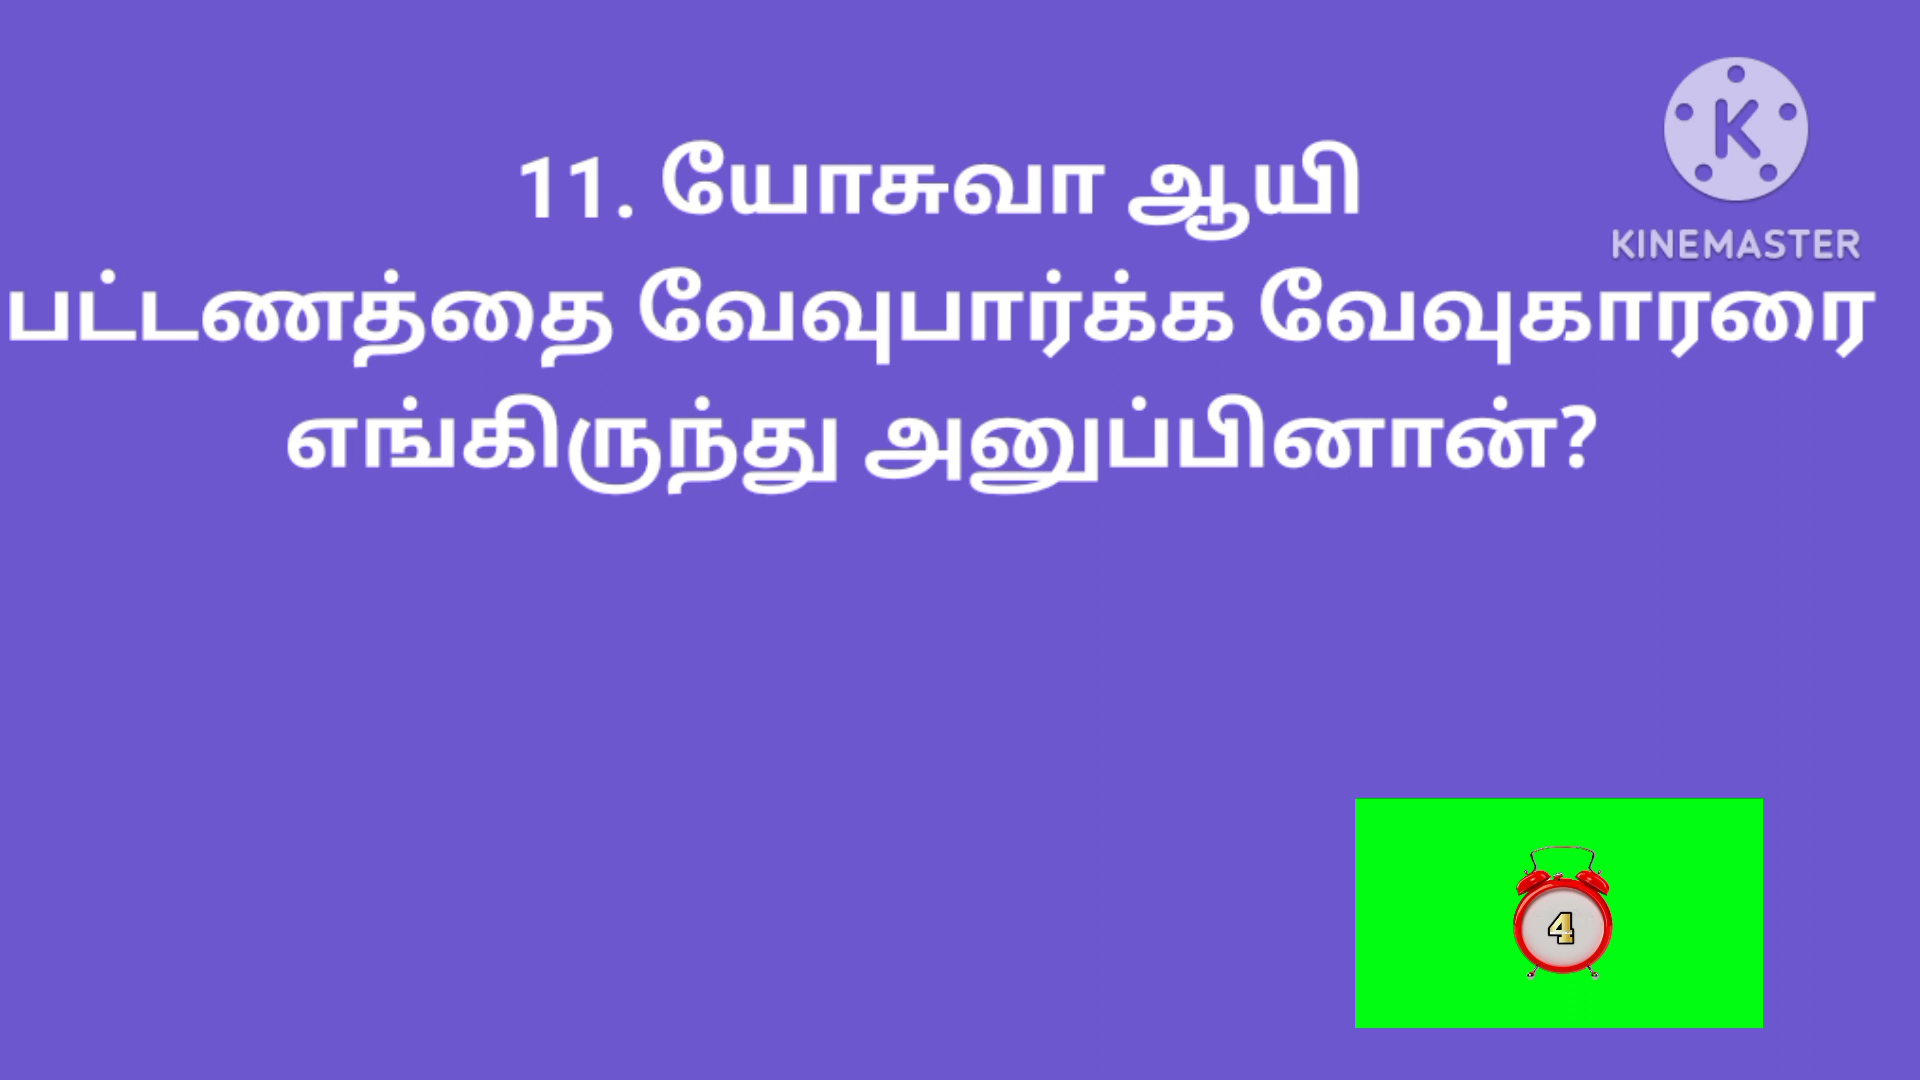 11. யோசுவா ஆயி
பட்டணத்தை வேவுபார்க்க வேவுகாரரை
எங்கிருந்து அனுப்பினான்?
K
KINEMASTER
4